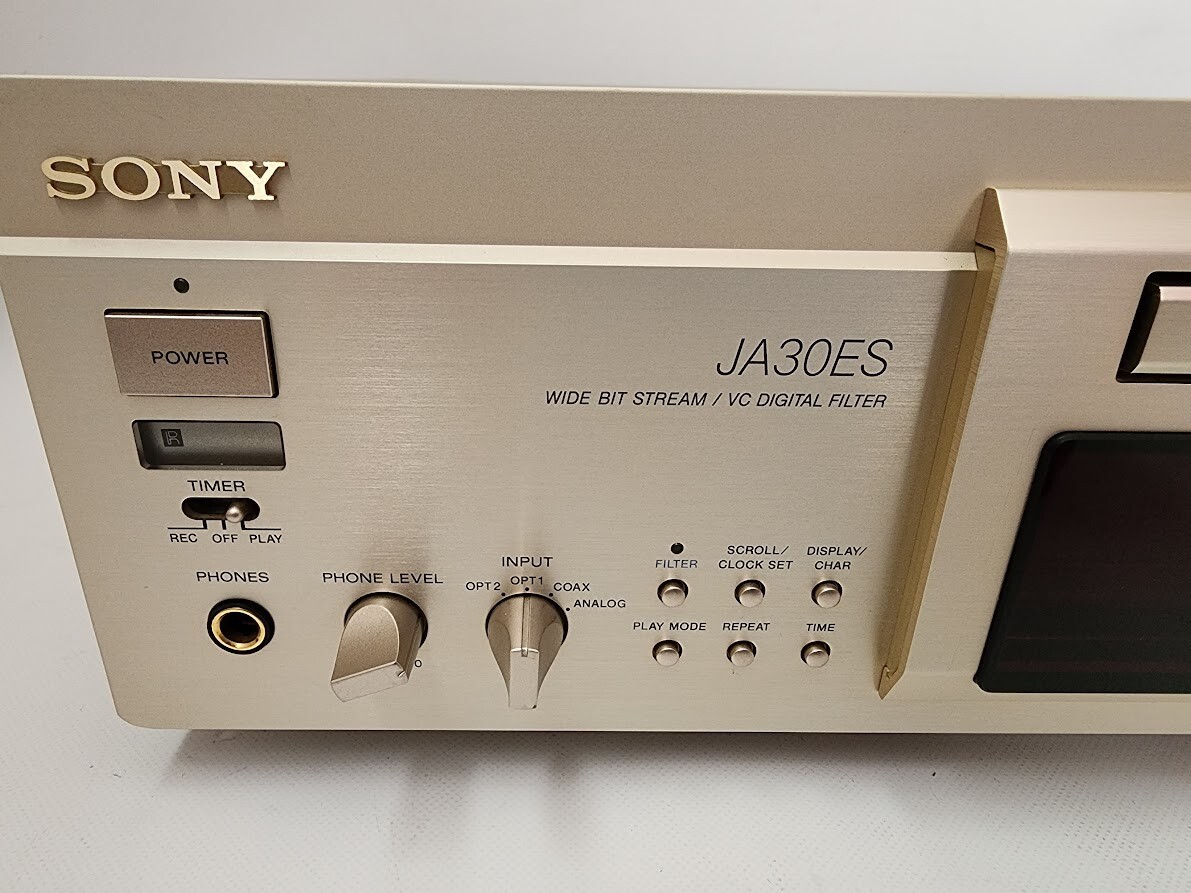 SONY
POWER
JA30ES
WIDE BIT STREAM / VC DIGITAL FILTER
R
TIMER
REC OFF PLAY
PHONES
PHONE LEVEL
0
INPUT
OPT2 OPT1 COAX
ANALOG
FILTER
SCROLL/
CLOCK SET
DISPLAY/
CHAR
PLAY MODE
REPEAT
TIME